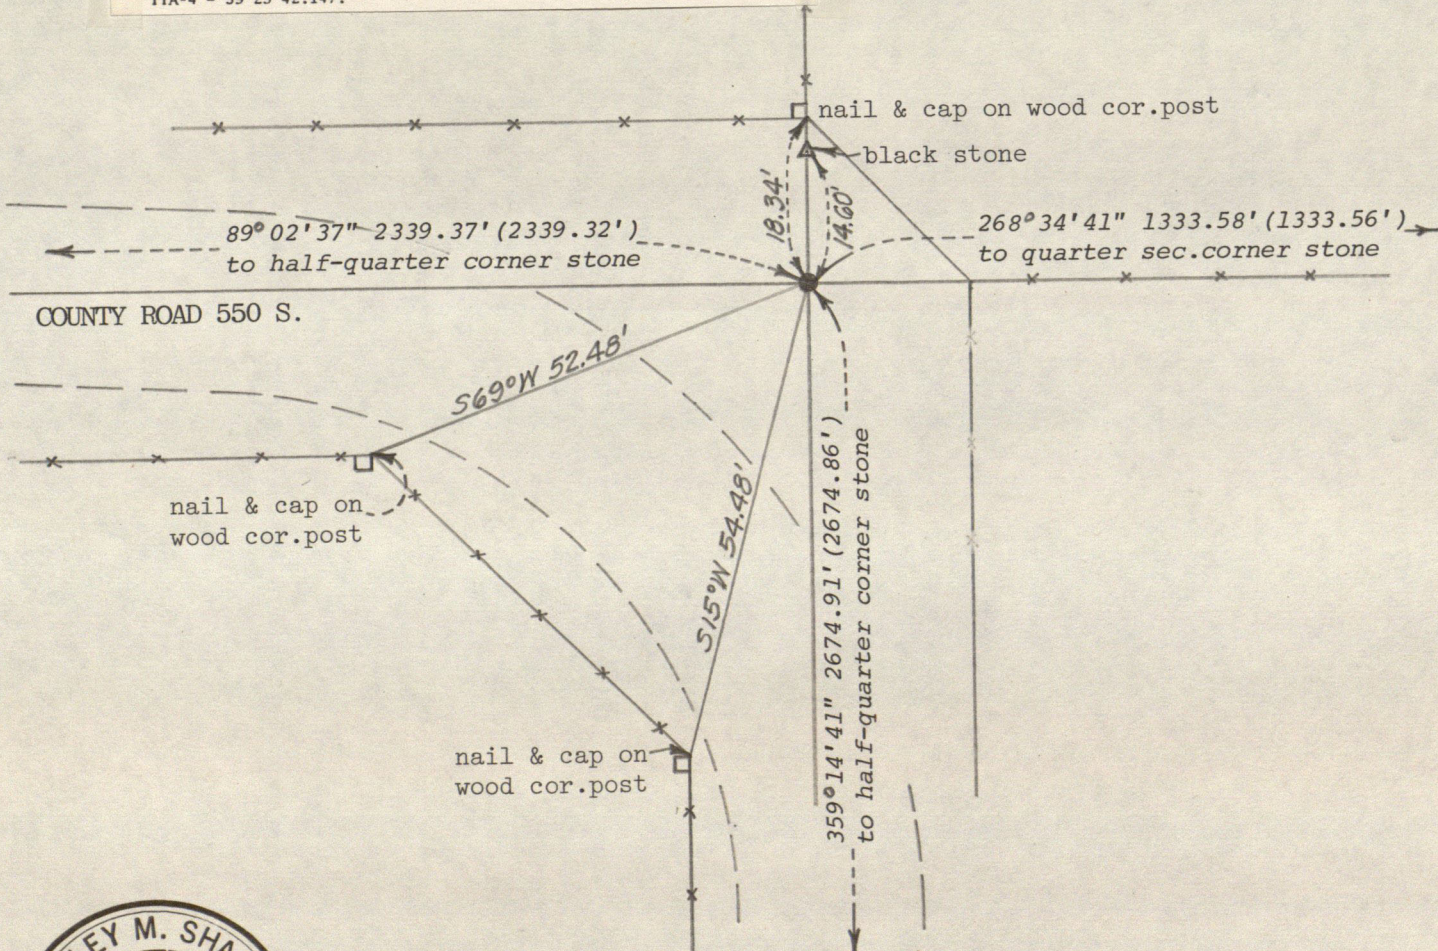 nail & cap on wood cor.post
black stone
18.34'
14.60'
89°02'37" 2339.37'(2339.32')
to half-quarter corner stone
268°34'41" 1333.58'(1333.56')
to quarter sec.corner stone
COUNTY ROAD 550 S.
S69°W 52.48'
nail & cap on
wood cor.post
S15°W 54.48'
359°14'41" 2674.91'(2674.86')
to half-quarter corner stone
nail & cap on
wood cor.post
EY M. SHA